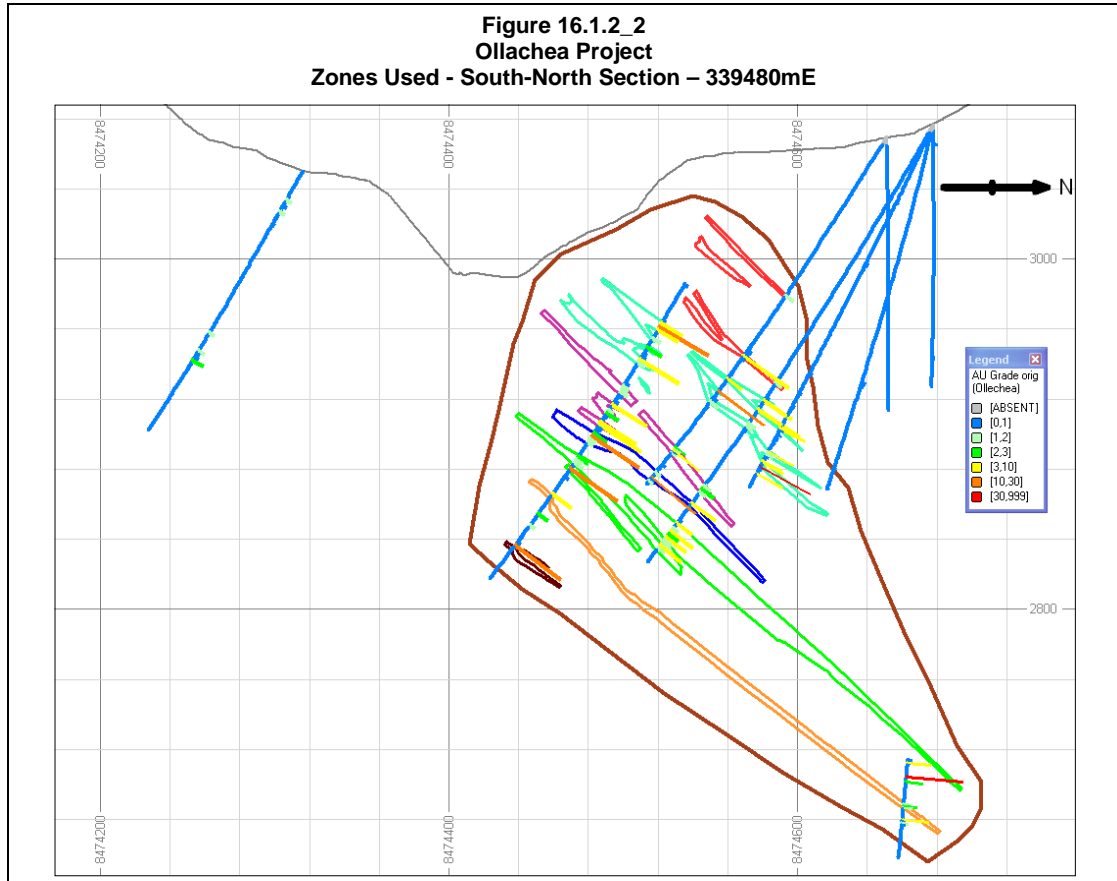 Figure 16.1.2_2
Ollachea Project
Zones Used - South-North Section – 339480mE
8474200
8474400
8474600
N
3000
Legend
AU Grade orig
(Ollechea)
[ABSENT]
[0,1]
[1,2]
[2,3]
[3,10]
[10,30]
[30,999]
2800
8474200
8474400
8474600